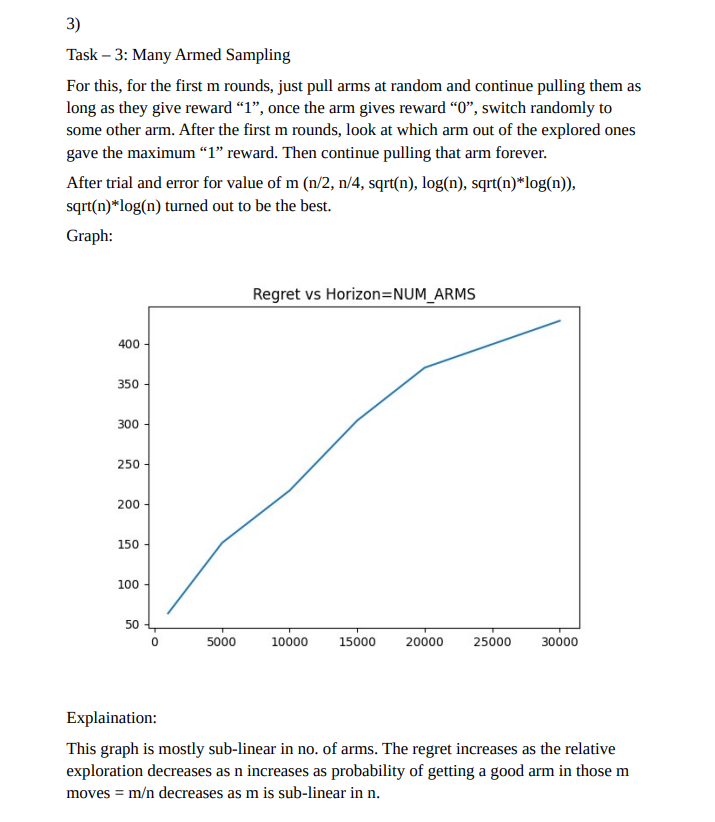 3)
Task – 3: Many Armed Sampling
For this, for the first m rounds, just pull arms at random and continue pulling them as
long as they give reward “1”, once the arm gives reward “0”, switch randomly to
some other arm. After the first m rounds, look at which arm out of the explored ones
gave the maximum “1” reward. Then continue pulling that arm forever.
After trial and error for value of m (n/2, n/4, sqrt(n), log(n), sqrt(n)*log(n)),
sqrt(n)*log(n) turned out to be the best.
Graph:
Regret vs Horizon=NUM_ARMS
400
350
300
250
200
150
100
50
0 5000 10000 15000 20000 25000 30000
Explaination:
This graph is mostly sub-linear in no. of arms. The regret increases as the relative
exploration decreases as n increases as probability of getting a good arm in those m
moves = m/n decreases as m is sub-linear in n.